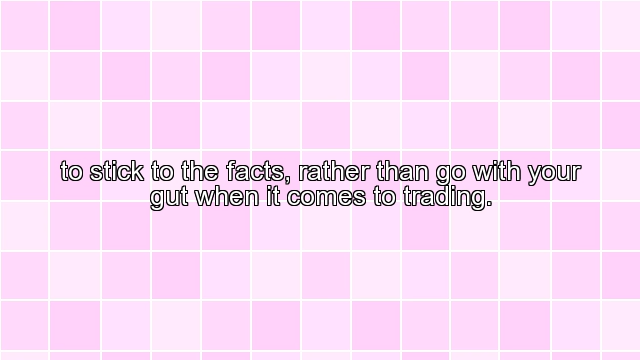 to stick to the facts, rather than go with your
gut when it comes to trading.